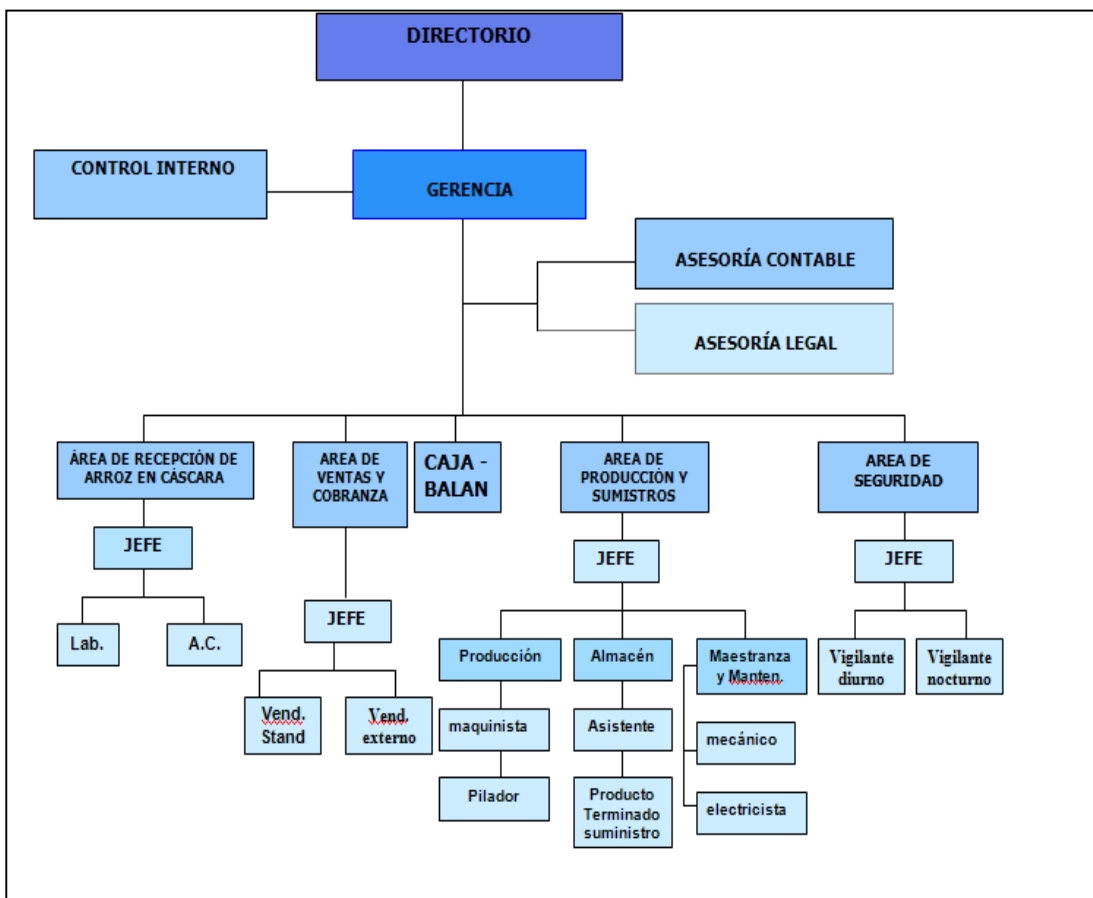 DIRECTORIO
CONTROL INTERNO
GERENCIA
ASESORÍA CONTABLE
ASESORÍA LEGAL
ÁREA DE RECEPCIÓN DE
ARROZ EN CÁSCARA
AREA DE
VENTAS Y
COBRANZA
CAJA -
BALAN
AREA DE
PRODUCCIÓN Y
SUMISTROS
AREA DE
SEGURIDAD
JEFE
JEFE
JEFE
JEFE
Lab.
A.C.
Vend.
Stand
Vend.
externo
Producción
Almacén
Maestranza
y Manten.
Vigilante
diurno
Vigilante
nocturno
maquinista
Asistente
mecánico
Pilador
Producto
Terminado
suministro
electricista